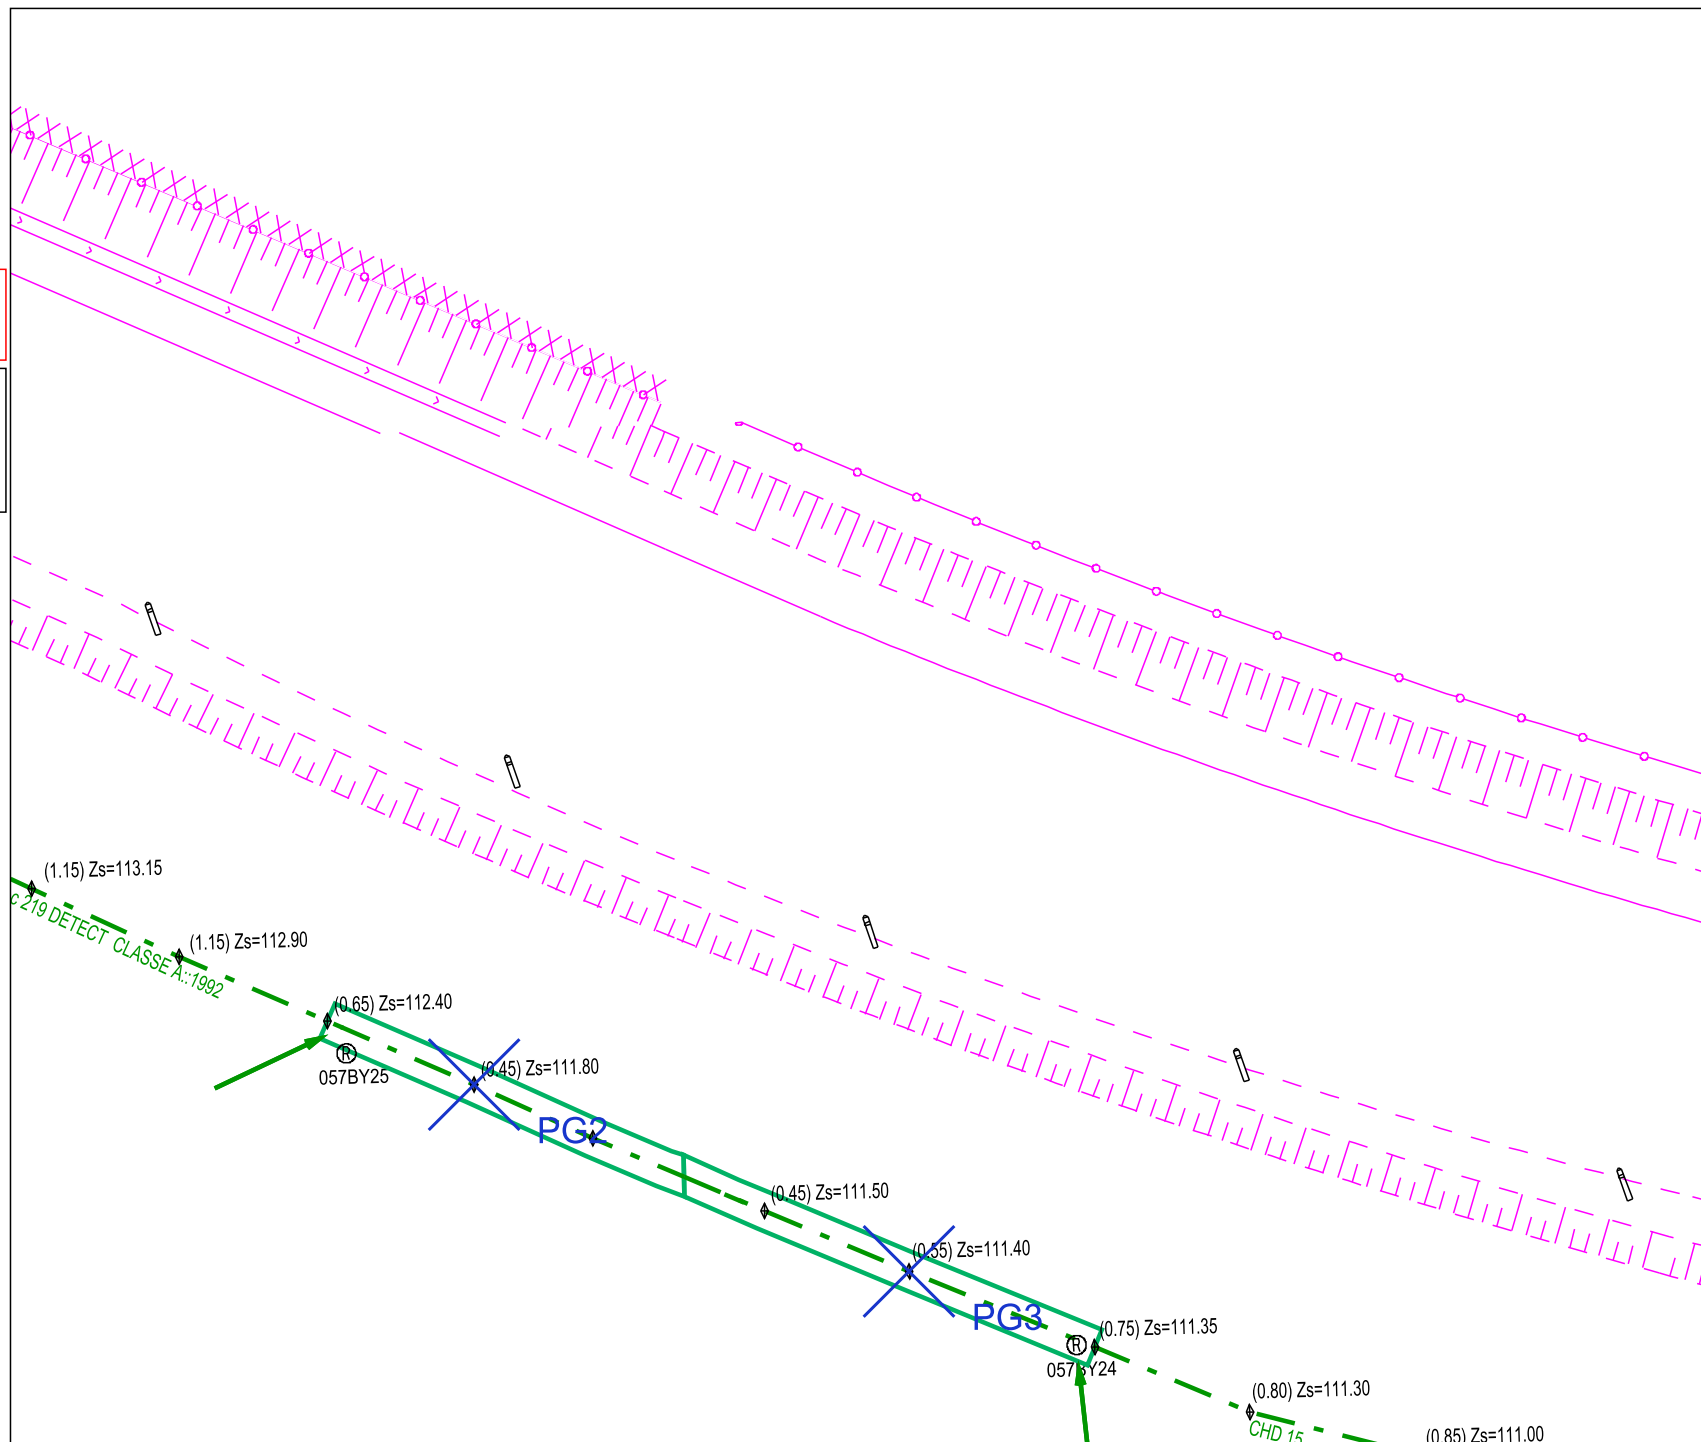 (1.15) Zs=113.15
c 219 DETECT CLASSE A::1992
(1.15) Zs=112.90
(0.65) Zs=112.40
R
057BY25
(0.45) Zs=111.80
PG2
(0.45) Zs=111.50
(0.55) Zs=111.40
PG3
(0.75) Zs=111.35
R
057BY24
(0.80) Zs=111.30
CHD 15
(0.85) Zs=111.00